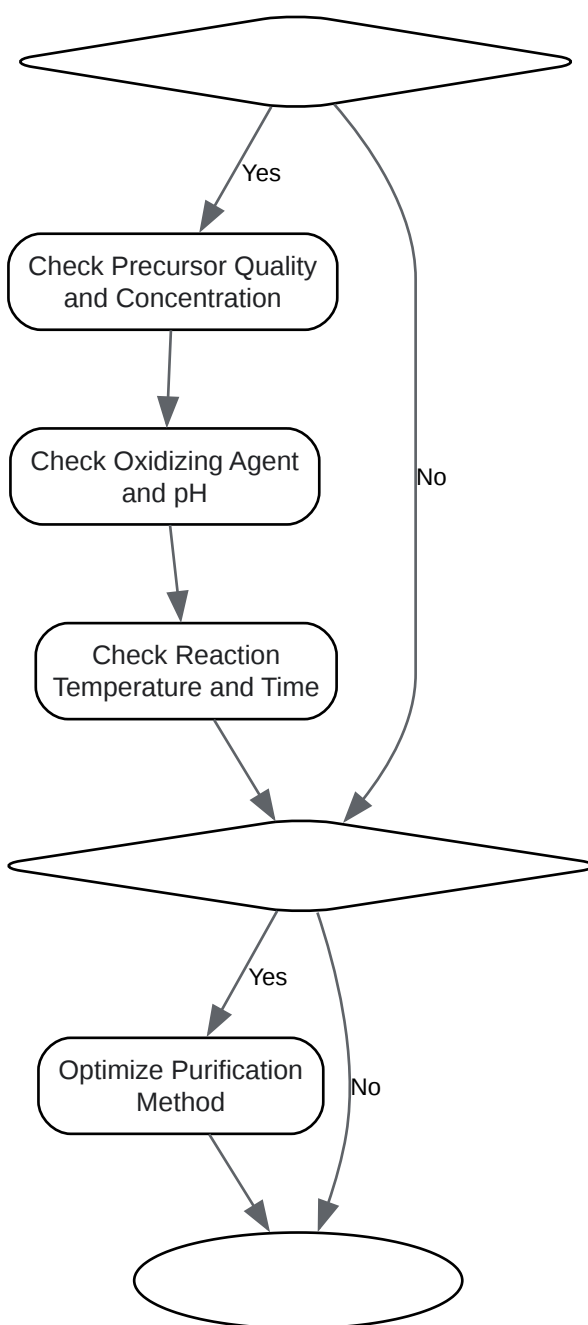 Yes
Check Precursor Quality
and Concentration
Check Oxidizing Agent
and pH
No
Check Reaction
Temperature and Time
Yes
Optimize Purification
Method
No